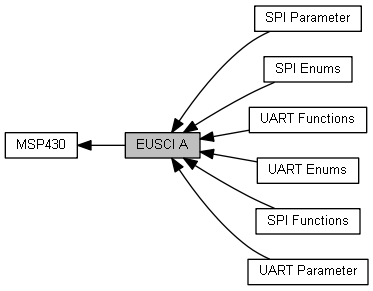 SPI Parameter
SPI Enums
UART Functions
MSP430
EUSCI A
UART Enums
SPI Functions
UART Parameter